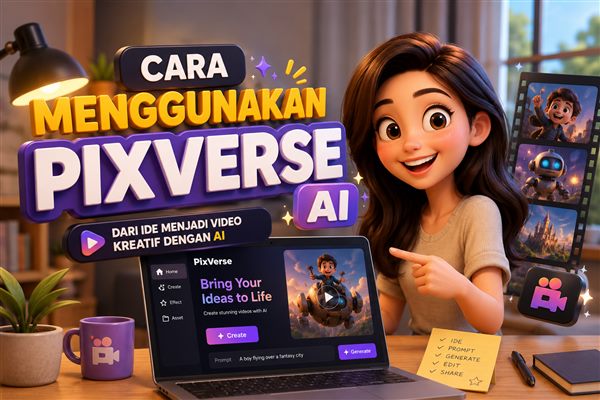 CARA
MENGGUNAKAN
PIXVERSE
AI
DARI IDE MENJADI VIDEO
KREATIF DENGAN AI
PixVerse
Home
Create
Effect
Asset
Bring Your
Ideas to Life
Create stunning videos with AI
+ Create
Prompt
A boy flying over a fantasy city
Generate
✓ IDE
✓ PROMPT
✓ GENERATE
✓ EDIT
✓ SHARE